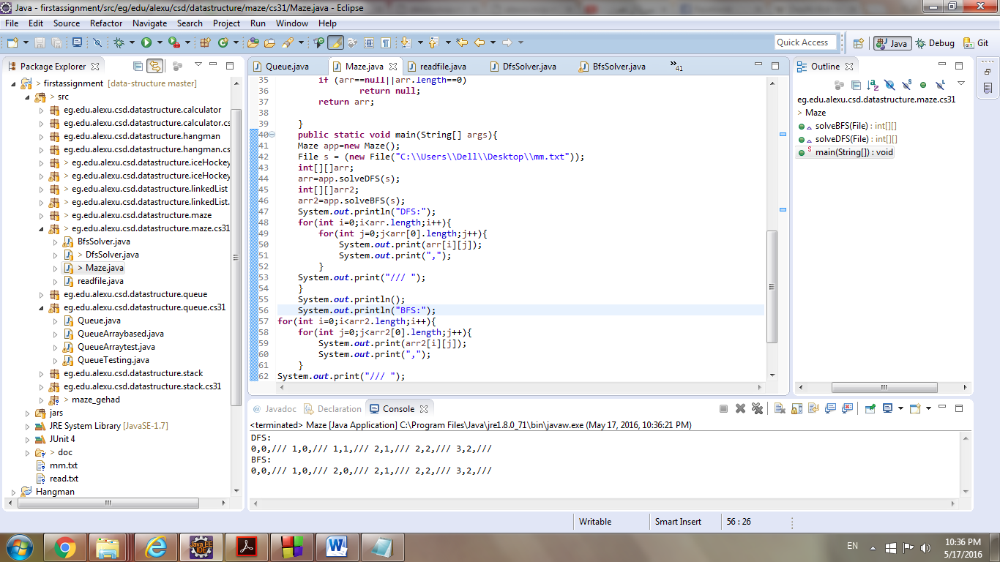 Java - firstassignment/src/eg/edu/alexu/csd/datastructure/maze/cs31/Maze.java - Eclipse
File Edit Source Refactor Navigate Search Project Run Window Help
Quick Access
Java Debug Git
Package Explorer
> firstassignment [data-structure master]
> src
eg.edu.alexu.csd.datastructure.calculator
eg.edu.alexu.csd.datastructure.calculator.cs
eg.edu.alexu.csd.datastructure.hangman
eg.edu.alexu.csd.datastructure.hangman.cs
> eg.edu.alexu.csd.datastructure.iceHockey
> eg.edu.alexu.csd.datastructure.iceHockey
> eg.edu.alexu.csd.datastructure.linkedList
> eg.edu.alexu.csd.datastructure.linkedList.
> eg.edu.alexu.csd.datastructure.maze
> eg.edu.alexu.csd.datastructure.maze.cs31
BfsSolver.java
> DfsSolver.java
> Maze.java
readfile.java
eg.edu.alexu.csd.datastructure.queue
eg.edu.alexu.csd.datastructure.queue.cs31
Queue.java
QueueArraybased.java
QueueArraytest.java
QueueTesting.java
eg.edu.alexu.csd.datastructure.stack
eg.edu.alexu.csd.datastructure.stack.cs31
> maze_gehad
jars
JRE System Library [JavaSE-1.7]
JUnit 4
> doc
mm.txt
read.txt
Hangman
Queue.java Maze.java readfile.java DfsSolver.java BfsSolver.java »41
35 if (arr==null||arr.length==0)
36 return null;
37 return arr;
38
39 }
40 public static void main(String[] args){
41 Maze app=new Maze();
42 File s = (new File("C:\\Users\\Dell\\Desktop\\mm.txt"));
43 int[][]arr;
44 arr=app.solveDFS(s);
45 int[][]arr2;
46 arr2=app.solveBFS(s);
47 System.out.println("DFS:");
48 for(int i=0;i<arr.length;i++){
49 for(int j=0;j<arr[0].length;j++){
50 System.out.print(arr[i][j]);
51 System.out.print(",");
52 }
53 System.out.print("/// ");
54 }
55 System.out.println();
56 System.out.println("BFS:");
57 for(int i=0;i<arr2.length;i++){
58 for(int j=0;j<arr2[0].length;j++){
59 System.out.print(arr2[i][j]);
60 System.out.print(",");
61 }
62 System.out.print("/// ");
Outline
eg.edu.alexu.csd.datastructure.maze.cs31
> Maze
solveBFS(File) : int[][]
solveDFS(File) : int[][]
S main(String[]) : void
@ Javadoc Declaration Console
<terminated> Maze [Java Application] C:\Program Files\Java\jre1.8.0_71\bin\javaw.exe (May 17, 2016, 10:36:21 PM)
DFS:
0,0,/// 1,0,/// 1,1,/// 2,1,/// 2,2,/// 3,2,///
BFS:
0,0,/// 1,0,/// 2,0,/// 2,1,/// 2,2,/// 3,2,///
Writable Smart Insert 56 : 26
Java EE
IDE
EN
10:36 PM
5/17/2016